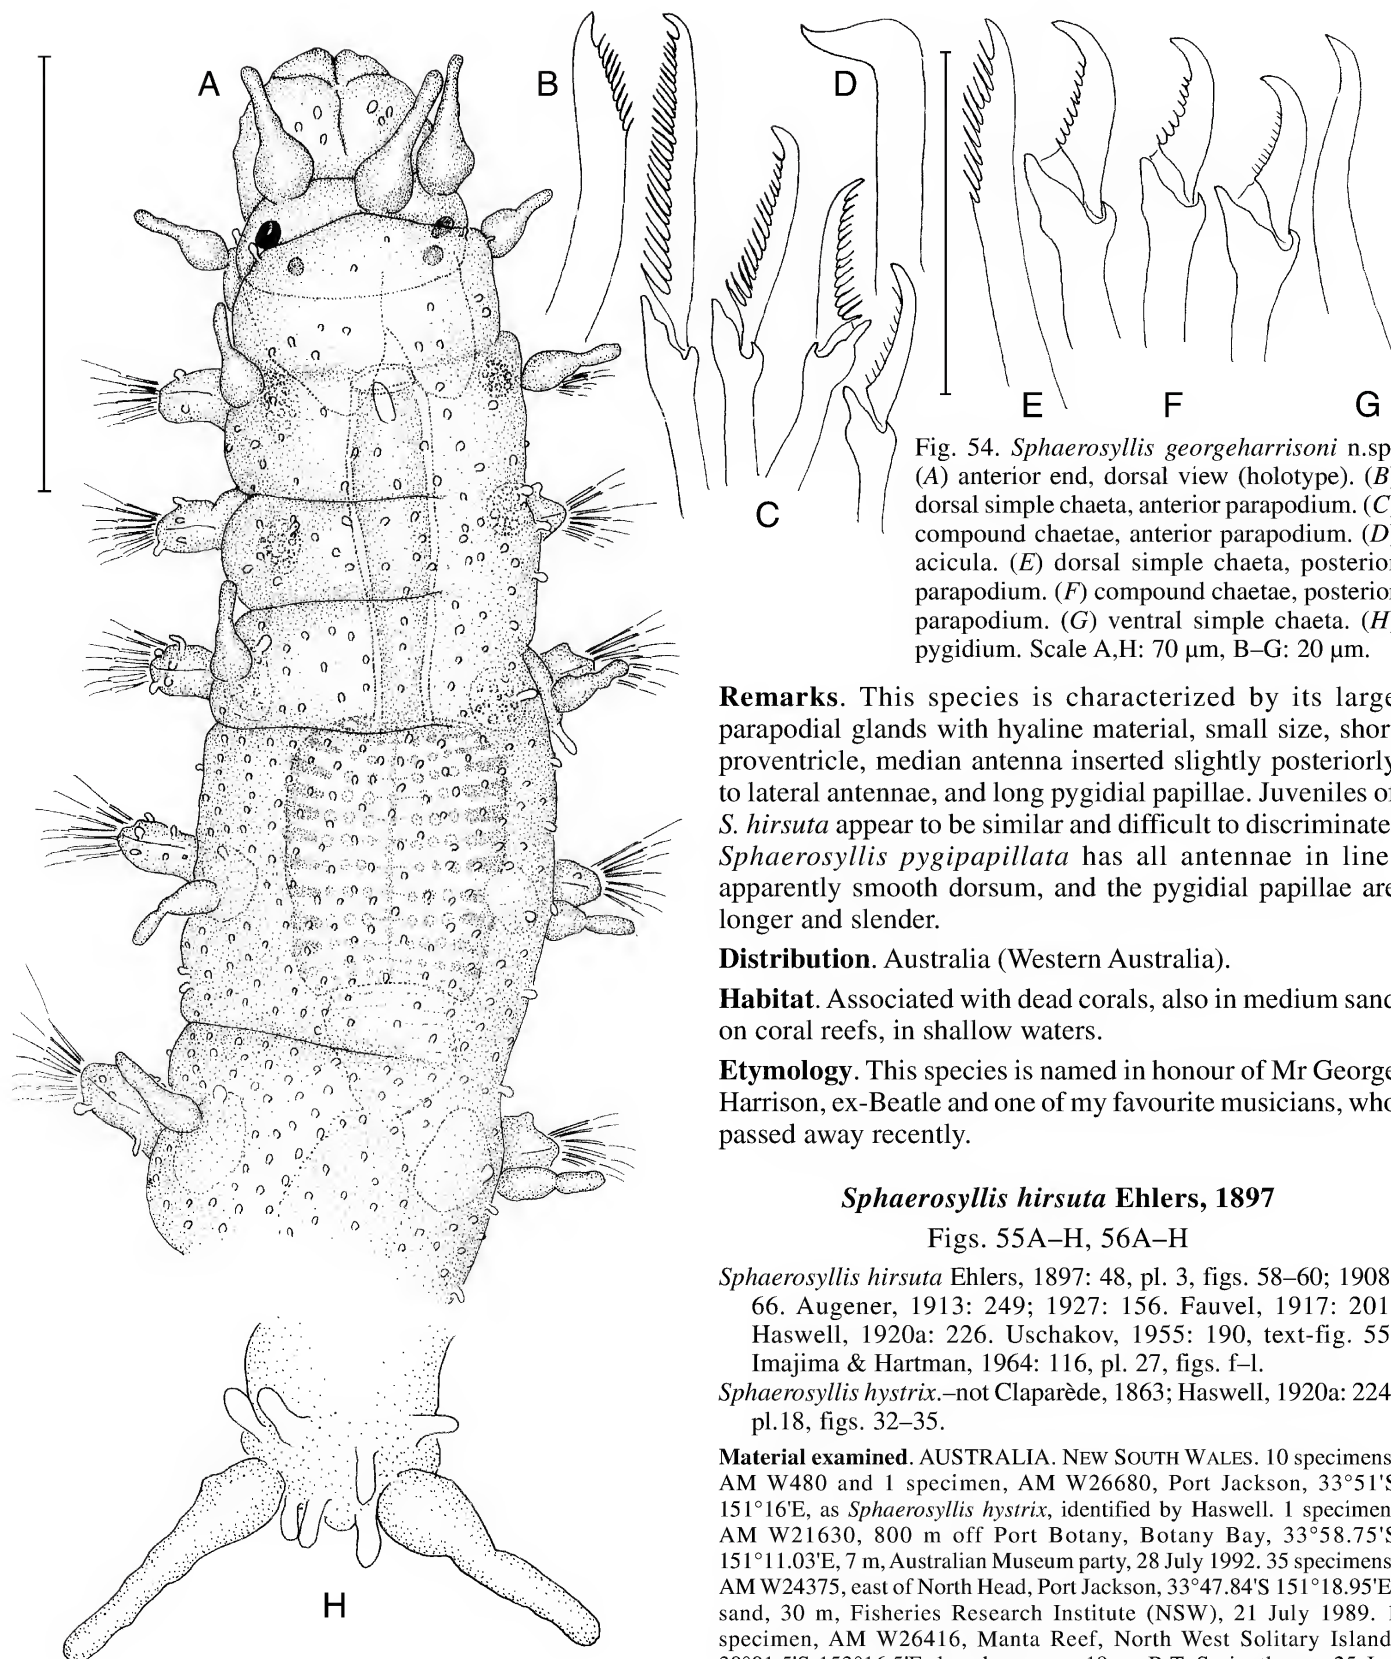 A
B
D
E
F
G
C
H
Fig. 54. Sphaerosyllis georgeharrisoni n.sp
(A) anterior end, dorsal view (holotype). (B
dorsal simple chaeta, anterior parapodium. (C
compound chaetae, anterior parapodium. (D
acicula. (E) dorsal simple chaeta, posterior
parapodium. (F) compound chaetae, posterior
parapodium. (G) ventral simple chaeta. (H
pygidium. Scale A,H: 70 µm, B–G: 20 µm.
Remarks. This species is characterized by its large
parapodial glands with hyaline material, small size, shor
proventricle, median antenna inserted slightly posteriorly
to lateral antennae, and long pygidial papillae. Juveniles of
S. hirsuta appear to be similar and difficult to discriminate
Sphaerosyllis pygipapillata has all antennae in line
apparently smooth dorsum, and the pygidial papillae are
longer and slender.
Distribution. Australia (Western Australia).
Habitat. Associated with dead corals, also in medium sand
on coral reefs, in shallow waters.
Etymology. This species is named in honour of Mr George
Harrison, ex-Beatle and one of my favourite musicians, who
passed away recently.
Sphaerosyllis hirsuta Ehlers, 1897
Figs. 55A–H, 56A–H
Sphaerosyllis hirsuta Ehlers, 1897: 48, pl. 3, figs. 58–60; 1908
66. Augener, 1913: 249; 1927: 156. Fauvel, 1917: 201
Haswell, 1920a: 226. Uschakov, 1955: 190, text-fig. 55
Imajima & Hartman, 1964: 116, pl. 27, figs. f–l.
Sphaerosyllis hystrix.–not Claparède, 1863; Haswell, 1920a: 224
pl.18, figs. 32–35.
Material examined. AUSTRALIA. NEW SOUTH WALES. 10 specimens
AM W480 and 1 specimen, AM W26680, Port Jackson, 33°51'S
151°16'E, as Sphaerosyllis hystrix, identified by Haswell. 1 specimen
AM W21630, 800 m off Port Botany, Botany Bay, 33°58.75'S
151°11.03'E, 7 m, Australian Museum party, 28 July 1992. 35 specimens
AM W24375, east of North Head, Port Jackson, 33°47.84'S 151°18.95'E
sand, 30 m, Fisheries Research Institute (NSW), 21 July 1989. 1
specimen, AM W26416, Manta Reef, North West Solitary Island